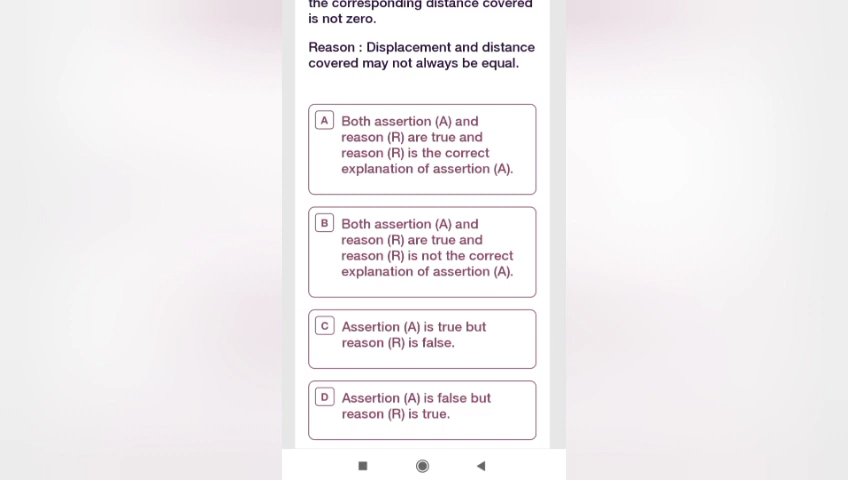 the corresponding distance covered
is not zero.
Reason : Displacement and distance
covered may not always be equal.
A Both assertion (A) and
reason (R) are true and
reason (R) is the correct
explanation of assertion (A).
B Both assertion (A) and
reason (R) are true and
reason (R) is not the correct
explanation of assertion (A).
C Assertion (A) is true but
reason (R) is false.
D Assertion (A) is false but
reason (R) is true.